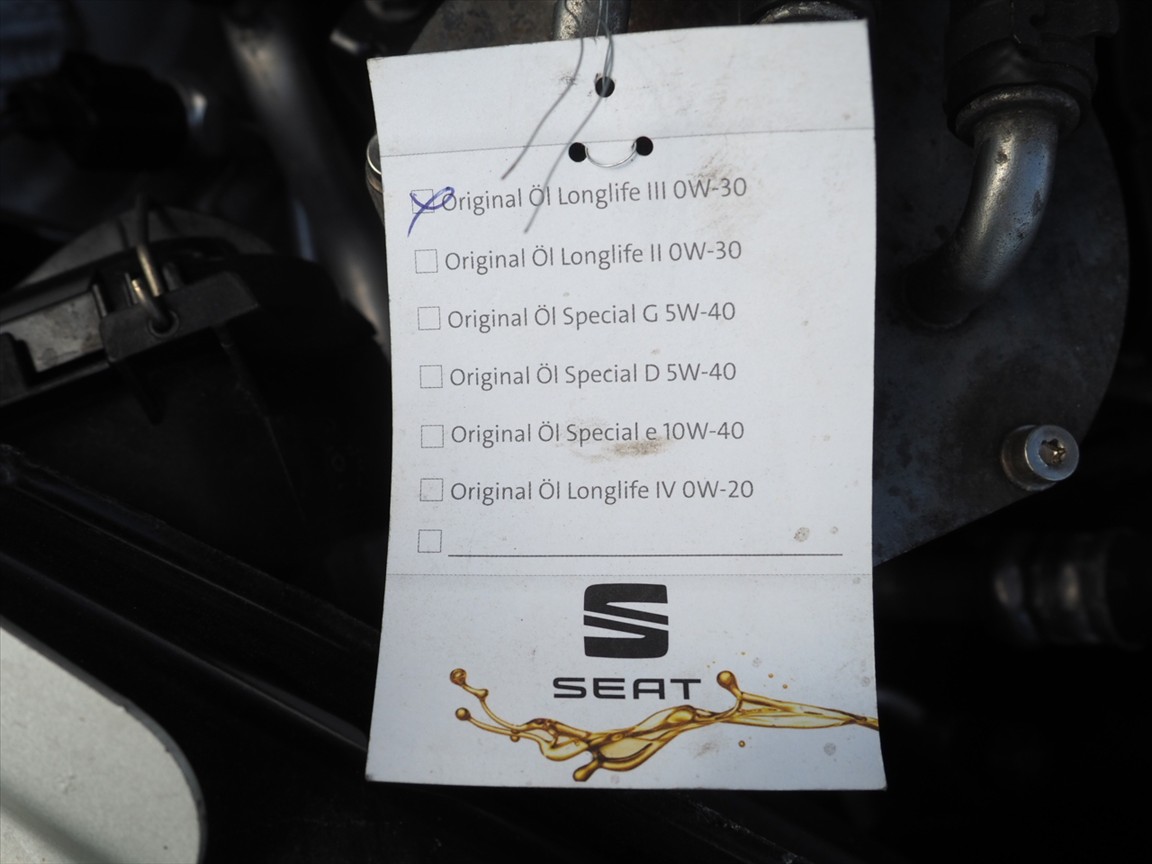 Original Öl Longlife III 0W-30
Original Öl Longlife II 0W-30
Original Öl Special G 5W-40
Original Öl Special D 5W-40
Original Öl Special e 10W-40
Original Öl Longlife IV 0W-20
SEAT